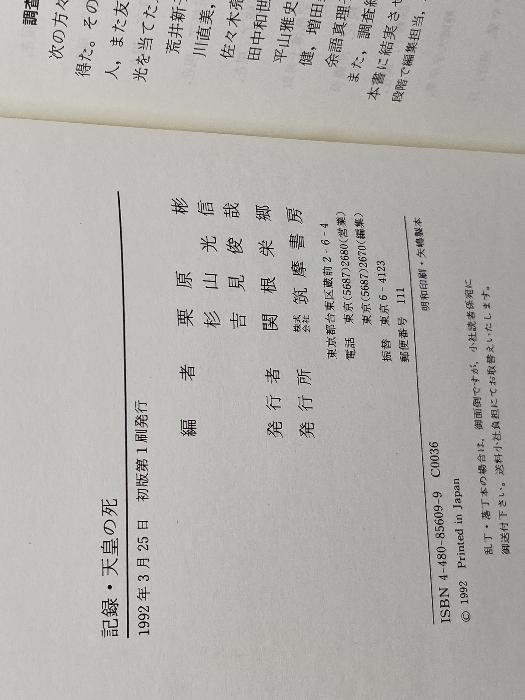 調査
次の方々
得た。その
人、また友
光を当てた
荒井新
川直美,
佐々木
田中和世
平山雅史
健, 増田
余語真理
また, 調査
本書に結実させ
段階で編集担当,
記録・天皇の死
1992年3月25日　初版第1刷発行
編者　栗原　彬
杉山光信
吉見俊哉
発行者　関根栄郷
発行所　株式会社　筑摩書房
東京都台東区蔵前2-6-4
電話　東京(5687)2680(営業)
東京(5687)2670(編集)
振替　東京6-4123
郵便番号　111
明和印刷・矢嶋製本
ISBN 4-480-85609-9　C0036
© 1992　Printed in Japan
乱丁・落丁本の場合は, 御面倒ですが, 小社読者係宛に
御送付下さい。送料小社負担にてお取替えいたします。